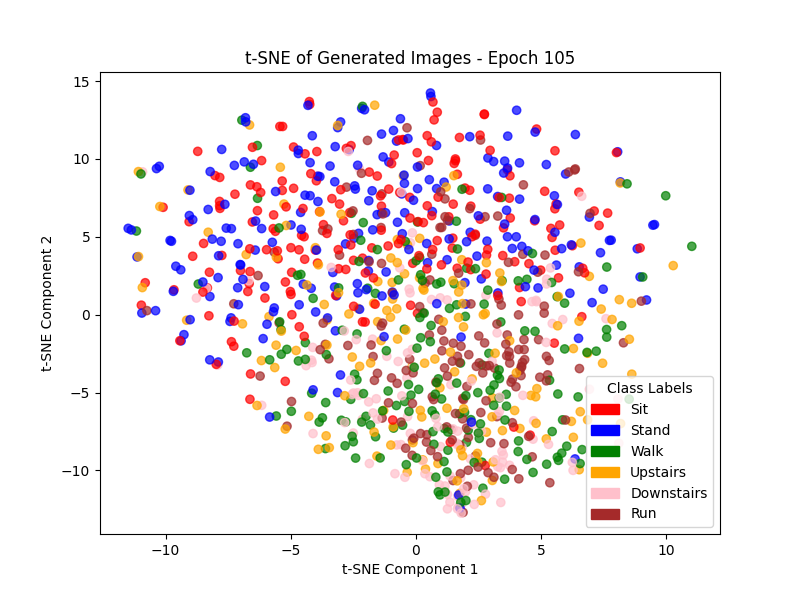 t-SNE of Generated Images - Epoch 105
15
10
5
0
−5
−10
t-SNE Component 2
−10
−5
0
5
10
t-SNE Component 1
Class Labels
Sit
Stand
Walk
Upstairs
Downstairs
Run